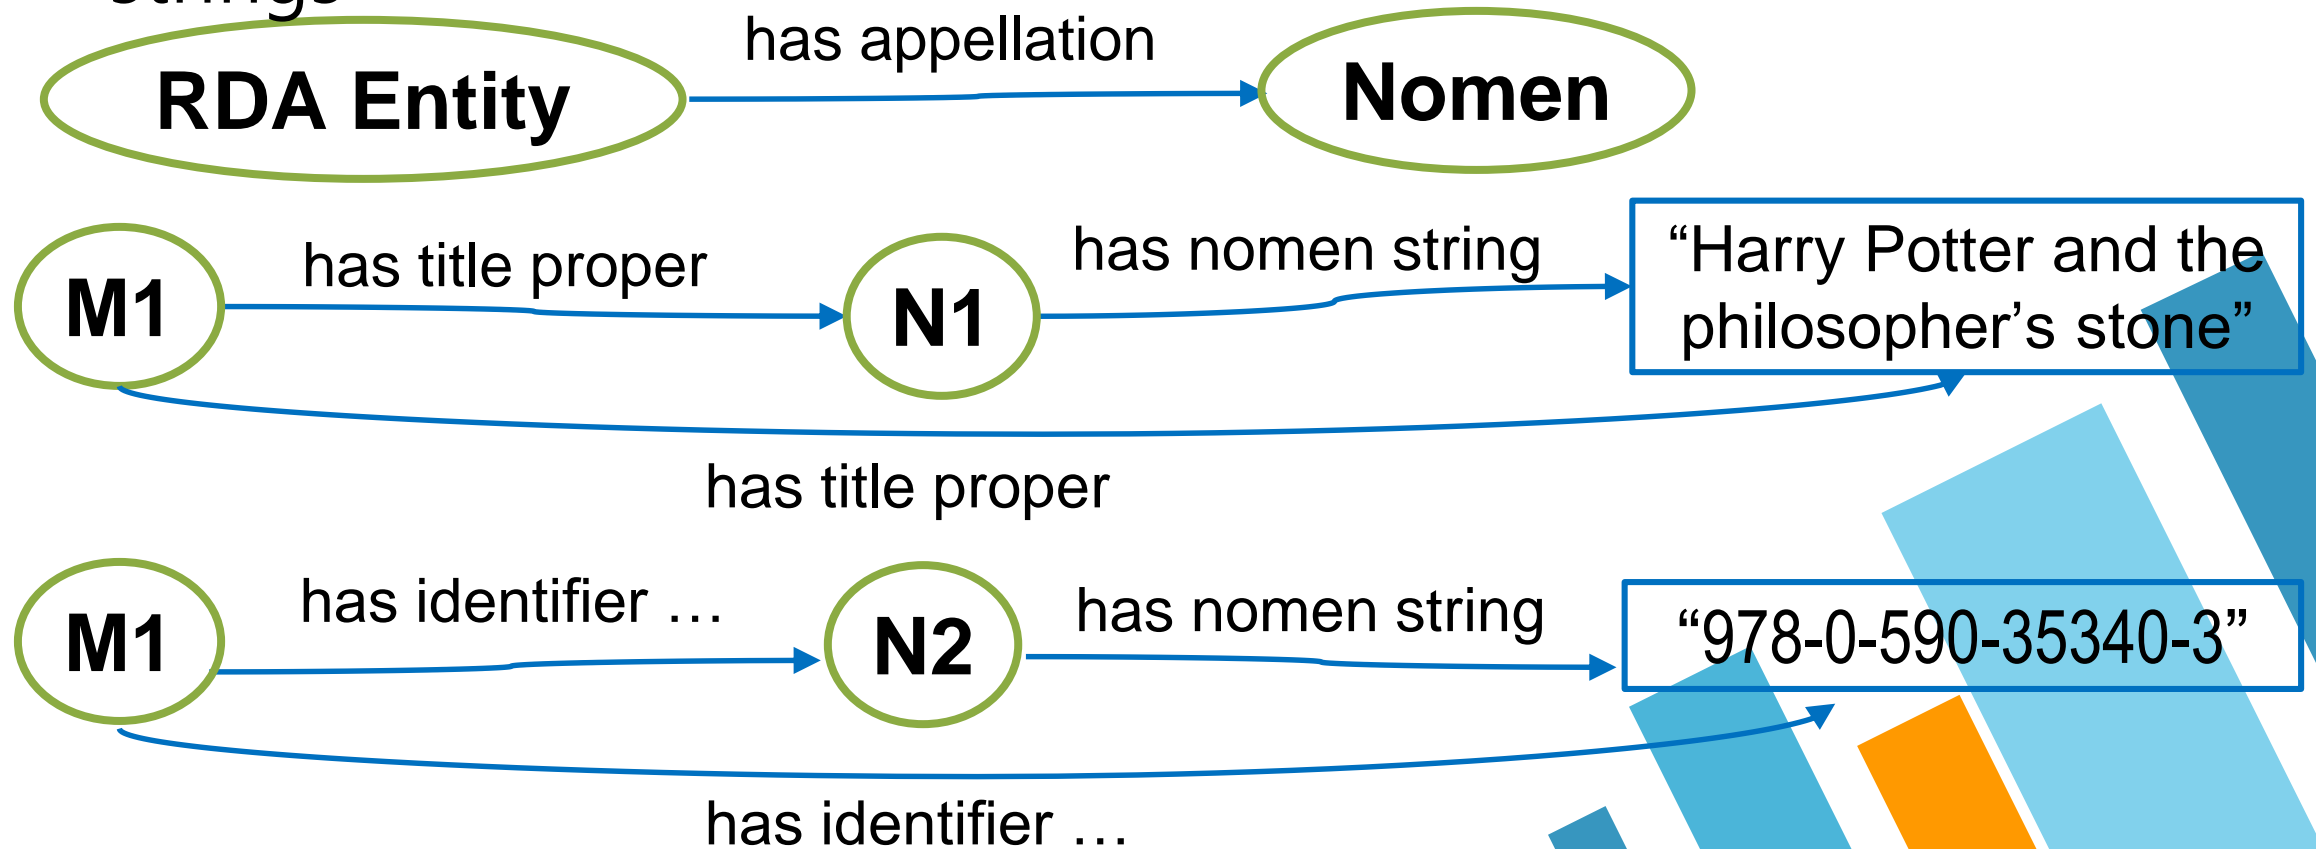 strings
has appellation
RDA Entity
Nomen
has title proper
has nomen string
“Harry Potter and the
philosopher’s stone”
M1
N1
has title proper
has identifier …
has nomen string
“978-0-590-35340-3”
M1
N2
has identifier …